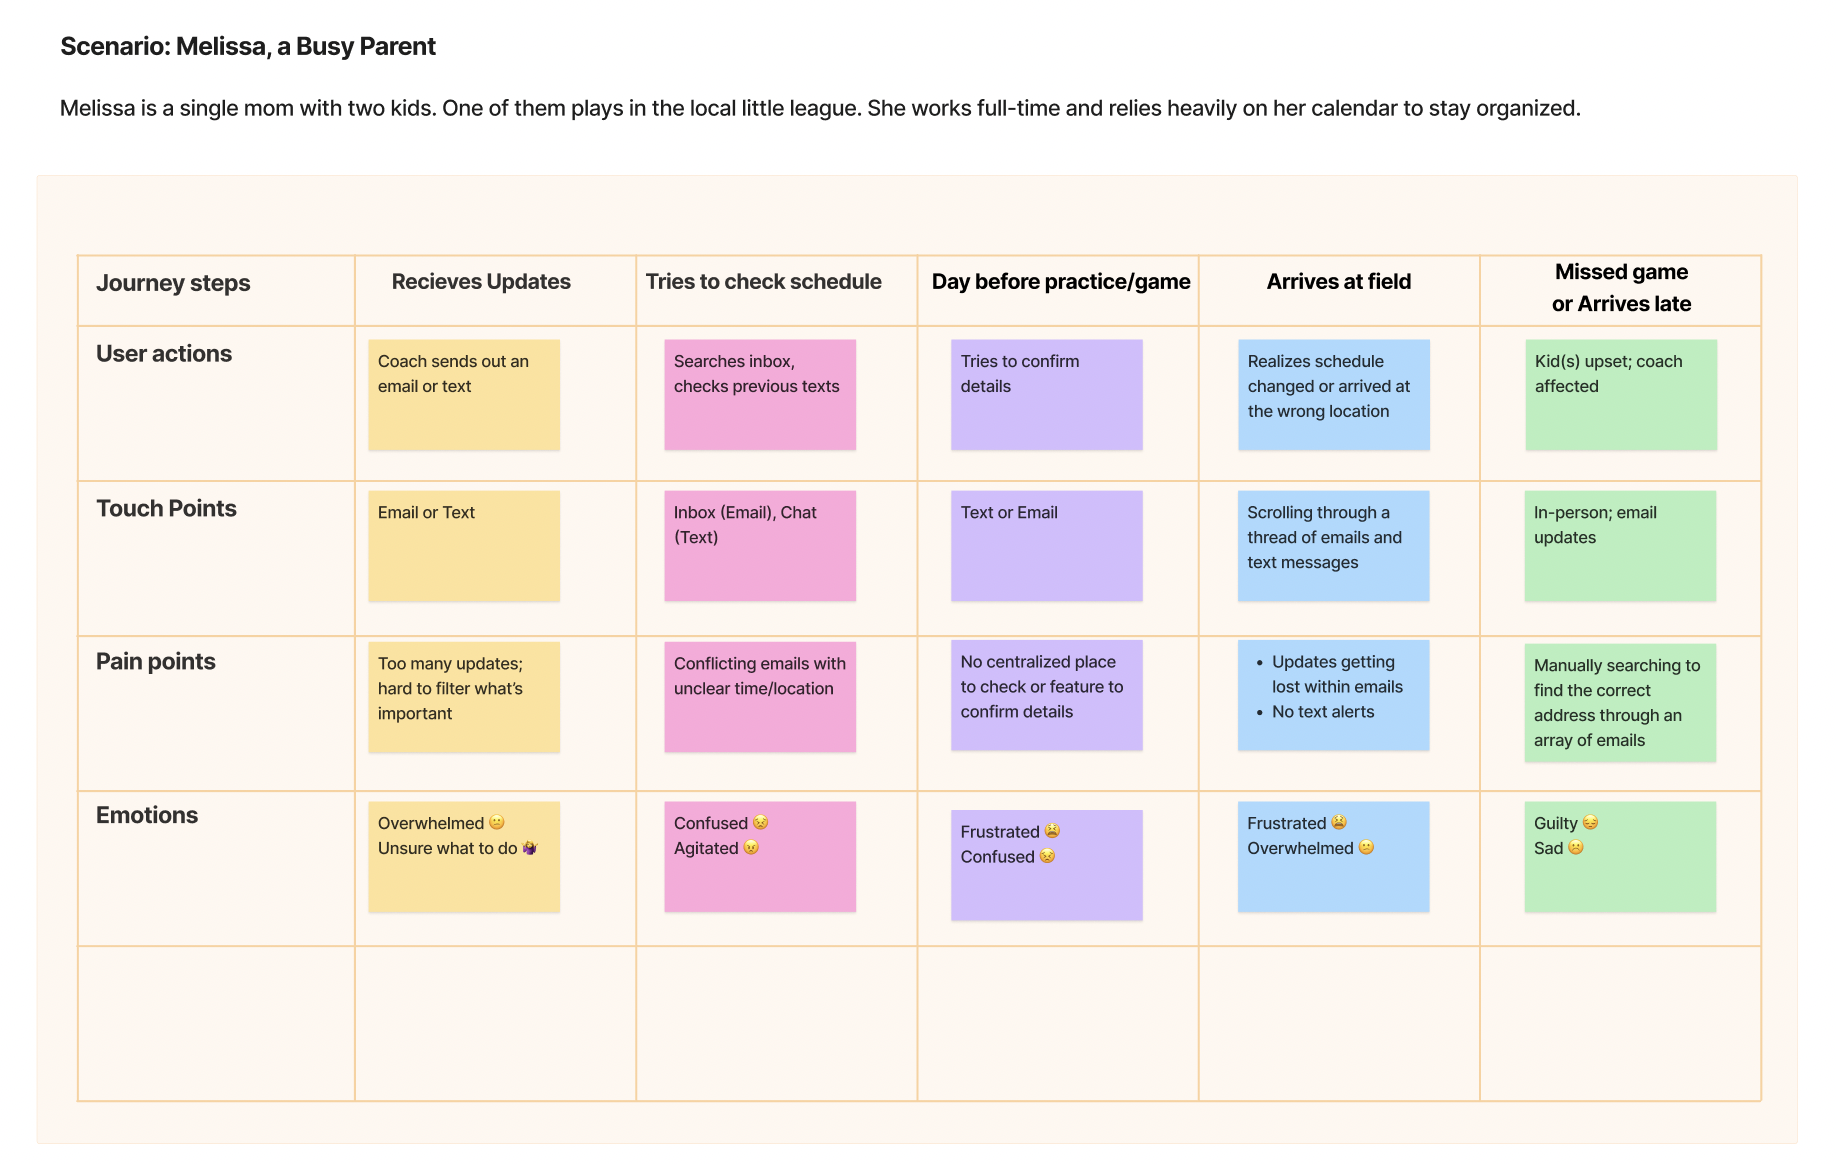 Scenario: Melissa, a Busy Parent
Melissa is a single mom with two kids. One of them plays in the local little league. She works full-time and relies heavily on her calendar to stay organized.
Journey steps
Recieves Updates
Tries to check schedule
Day before practice/game
Arrives at field
Missed game
or Arrives late
User actions
Coach sends out an
email or text
Searches inbox,
checks previous texts
Tries to confirm
details
Realizes schedule
changed or arrived at
the wrong location
Kid(s) upset; coach
affected
Touch Points
Email or Text
Inbox (Email), Chat
(Text)
Text or Email
Scrolling through a
thread of emails and
text messages
In-person; email
updates
Pain points
Too many updates;
hard to filter what's
important
Conflicting emails with
unclear time/location
No centralized place
to check or feature to
confirm details
• Updates getting
lost within emails
• No text alerts
Manually searching to
find the correct
address through an
array of emails
Emotions
Overwhelmed 😕
Unsure what to do 🤷‍♀️
Confused 😣
Agitated 😠
Frustrated 😫
Confused 😣
Frustrated 😫
Overwhelmed 😕
Guilty 😔
Sad ☹️